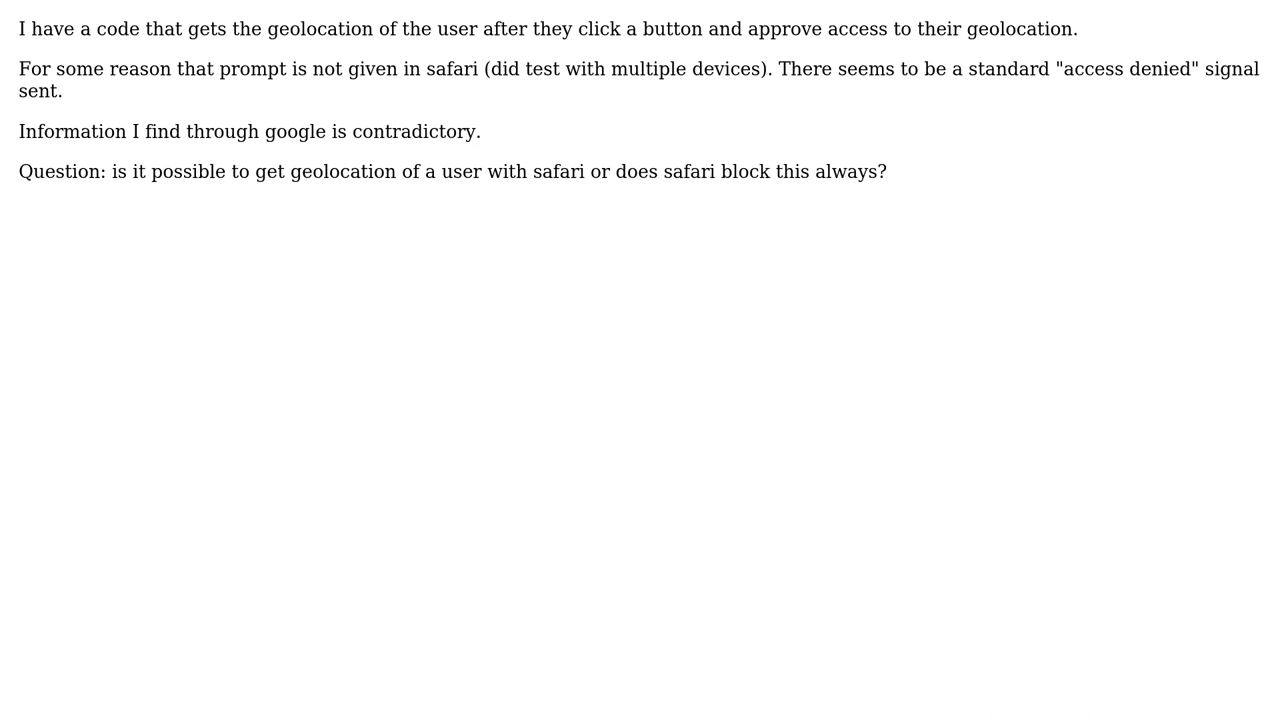 I have a code that gets the geolocation of the user after they click a button and approve access to their geolocation.
For some reason that prompt is not given in safari (did test with multiple devices). There seems to be a standard "access denied" signal
sent.
Information I find through google is contradictory.
Question: is it possible to get geolocation of a user with safari or does safari block this always?